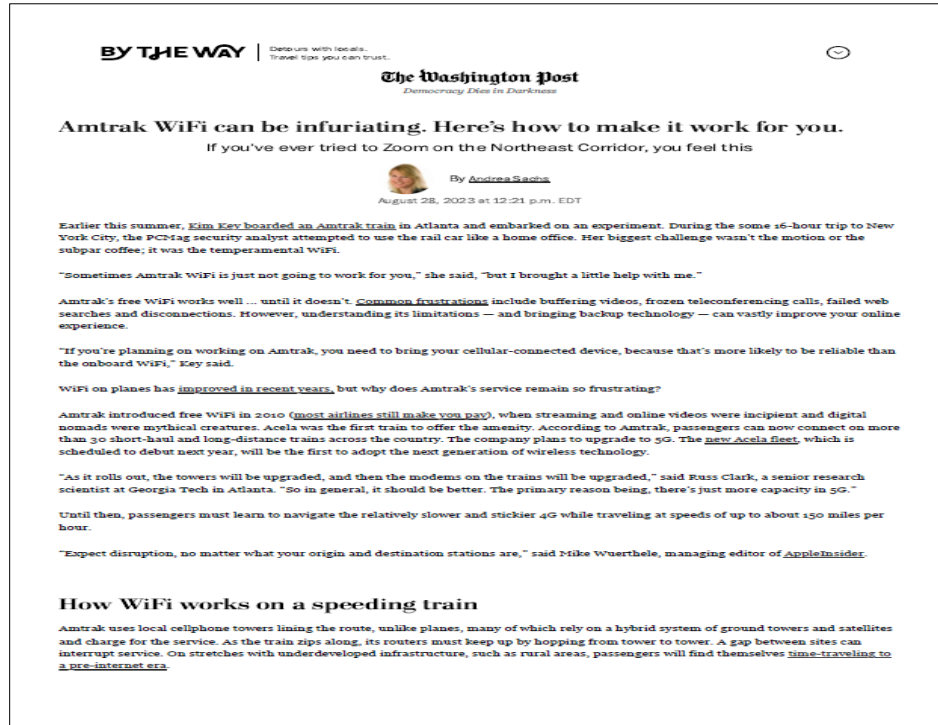 BY THE WAY
Detours with locals.
Travel tips you can trust.
The Washington Post
Democracy Dies in Darkness
Amtrak WiFi can be infuriating. Here's how to make it work for you.
If you've ever tried to Zoom on the Northeast Corridor, you feel this
By Andrea Sachs
August 28, 2023 at 12:21 p.m. EDT
Earlier this summer, Kim Key boarded an Amtrak train in Atlanta and embarked on an experiment. During the some 16-hour trip to New
York City, the PCMag security analyst attempted to use the rail car like a home office. Her biggest challenge wasn't the motion or the
subpar coffee; it was the temperamental WiFi.
“Sometimes Amtrak WiFi is just not going to work for you,” she said, “but I brought a little help with me.”
Amtrak's free WiFi works well ... until it doesn't. Common frustrations include buffering videos, frozen teleconferencing calls, failed web
searches and disconnections. However, understanding its limitations — and bringing backup technology — can vastly improve your online
experience.
“If you're planning on working on Amtrak, you need to bring your cellular-connected device, because that's more likely to be reliable than
the onboard WiFi,” Key said.
WiFi on planes has improved in recent years, but why does Amtrak's service remain so frustrating?
Amtrak introduced free WiFi in 2010 (most airlines still make you pay), when streaming and online videos were incipient and digital
nomads were mythical creatures. Acela was the first train to offer the amenity. According to Amtrak, passengers can now connect on more
than 30 short-haul and long-distance trains across the country. The company plans to upgrade to 5G. The new Acela fleet, which is
scheduled to debut next year, will be the first to adopt the next generation of wireless technology.
“As it rolls out, the towers will be upgraded, and then the modems on the trains will be upgraded,” said Russ Clark, a senior research
scientist at Georgia Tech in Atlanta. “So in general, it should be better. The primary reason being, there's just more capacity in 5G.”
Until then, passengers must learn to navigate the relatively slower and stickier 4G while traveling at speeds of up to about 150 miles per
hour.
“Expect disruption, no matter what your origin and destination stations are,” said Mike Wuerthele, managing editor of AppleInsider.
How WiFi works on a speeding train
Amtrak uses local cellphone towers lining the route, unlike planes, many of which rely on a hybrid system of ground towers and satellites
and charge for the service. As the train zips along, its routers must keep up by hopping from tower to tower. A gap between sites can
interrupt service. On stretches with underdeveloped infrastructure, such as rural areas, passengers will find themselves time-traveling to
a pre-internet era.